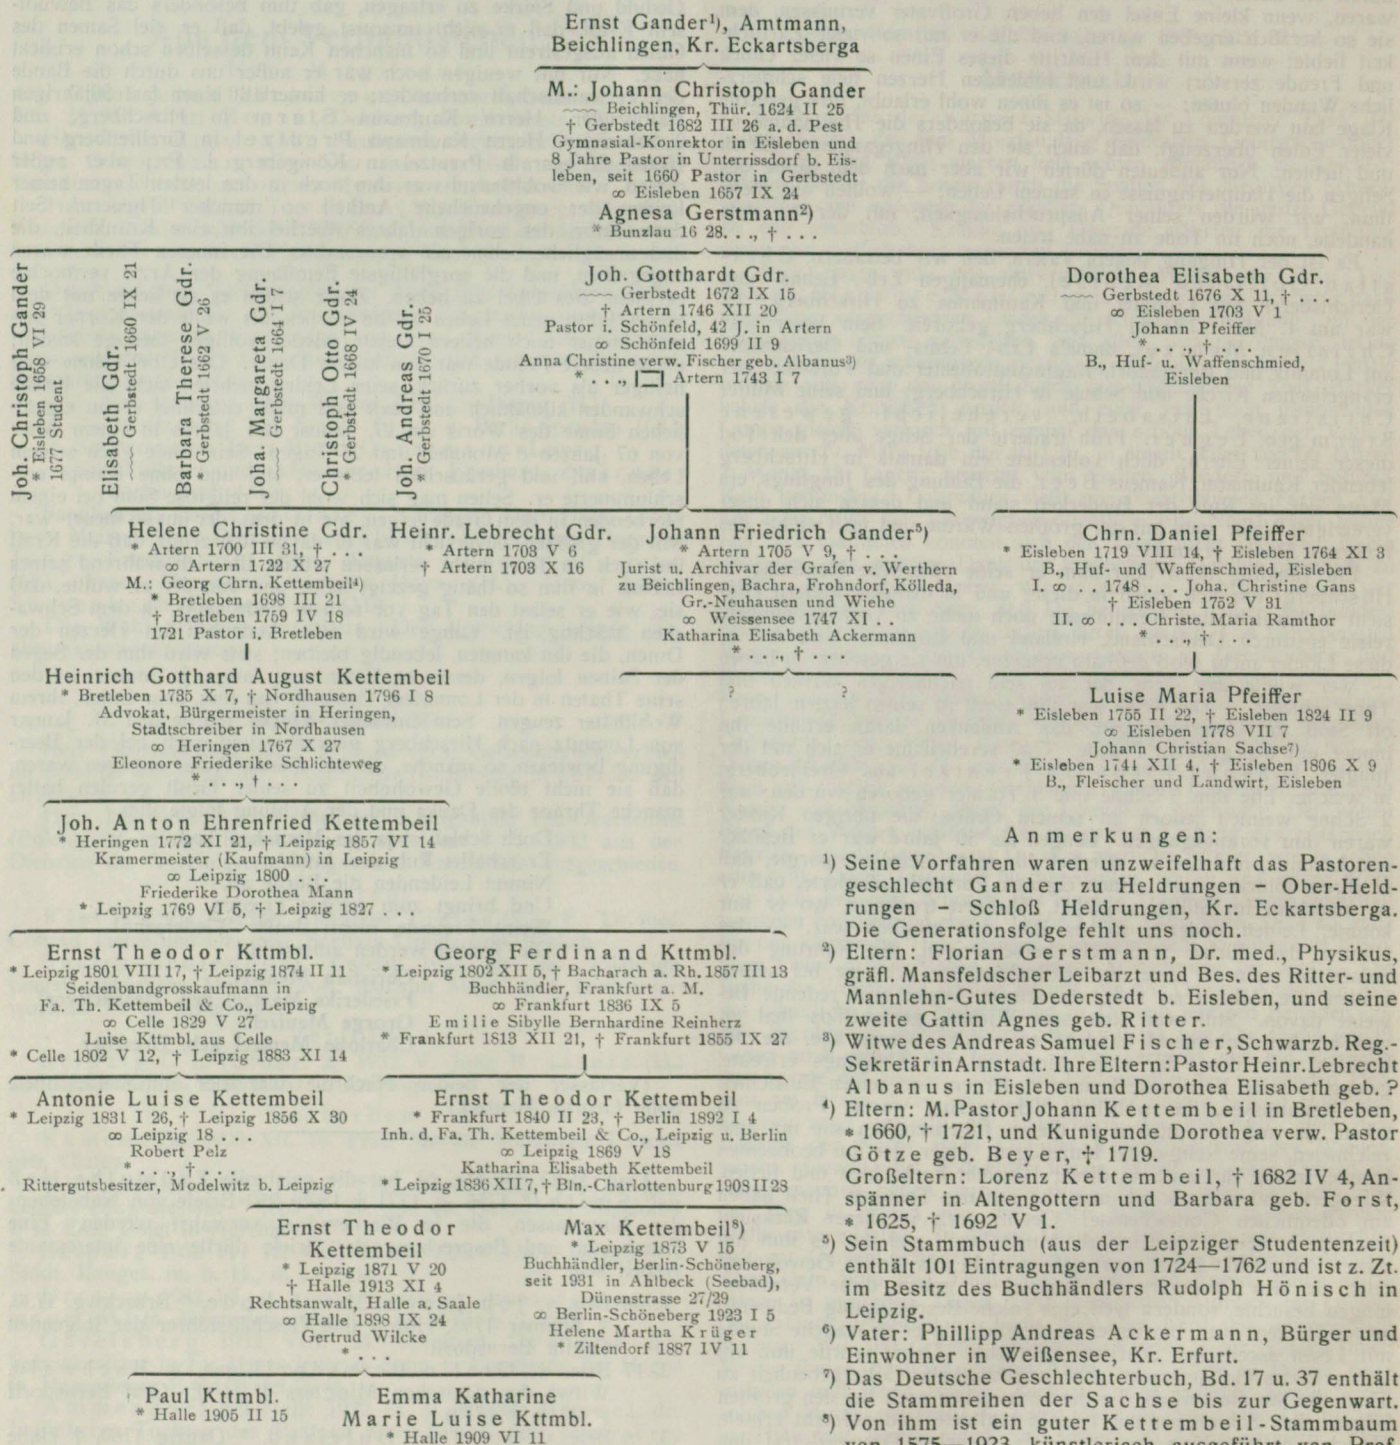 Ernst Gander¹), Amtmann,
Beichlingen, Kr. Eckartsberga
M.: Johann Christoph Gander
~~~ Beichlingen, Thür. 1624 II 25
† Gerbstedt 1682 III 26 a. d. Pest
Gymnasial-Konrektor in Eisleben und
8 Jahre Pastor in Unterrissdorf b. Eis-
leben, seit 1660 Pastor in Gerbstedt
∞ Eisleben 1657 IX 24
Agnesa Gerstmann²)
* Bunzlau 16 28. . ., † . . .
Joh. Christoph Gander
* Eisleben 1658 VI 29
1677 Student
Elisabeth Gdr.
~~~ Gerbstedt 1660 IX 21
Barbara Therese Gdr.
* Gerbstedt 1662 V 26
Joha. Margareta Gdr.
~~~ Gerbstedt 1664 I 7
Christoph Otto Gdr.
* Gerbstedt 1668 IV 24
Joh. Andreas Gdr.
* Gerbstedt 1670 I 25
Joh. Gotthardt Gdr.
~~~ Gerbstedt 1672 IX 15
† Artern 1746 XII 20
Pastor i. Schönfeld, 42 J. in Artern
∞ Schönfeld 1699 II 9
Anna Christine verw. Fischer geb. Albanus³)
* . . ., Artern 1743 I 7
Dorothea Elisabeth Gdr.
~~~ Gerbstedt 1676 X 11, † . . .
∞ Eisleben 1703 V 1
Johann Pfeiffer
* . . ., † . . .
B., Huf- u. Waffenschmied,
Eisleben
Helene Christine Gdr.
* Artern 1700 III 31, † . . .
∞ Artern 1722 X 27
M.: Georg Chrn. Kettembeil⁴)
* Bretleben 1698 III 21
† Bretleben 1759 IV 18
1721 Pastor i. Bretleben
Heinr. Lebrecht Gdr.
* Artern 1703 V 6
† Artern 1703 X 16
Johann Friedrich Gander⁵)
* Artern 1705 V 9, † . . .
Jurist u. Archivar der Grafen v. Werthern
zu Beichlingen, Bachra, Frohndorf, Kölleda,
Gr.-Neuhausen und Wiehe
∞ Weissensee 1747 XI . .
Katharina Elisabeth Ackermann
* . . ., † . . .
? ?
Chrn. Daniel Pfeiffer
* Eisleben 1719 VIII 14, † Eisleben 1764 XI 3
B., Huf- und Waffenschmied, Eisleben
I. ∞ . . 1748 . . . Joha. Christine Gans
† Eisleben 1752 V 31
II. ∞ . . . Christe. Maria Ramthor
* . . ., † . . .
Luise Maria Pfeiffer
* Eisleben 1755 II 22, † Eisleben 1824 II 9
∞ Eisleben 1778 VII 7
Johann Christian Sachse⁷)
* Eisleben 1741 XII 4, † Eisleben 1806 X 9
B., Fleischer und Landwirt, Eisleben
Heinrich Gotthard August Kettembeil
* Bretleben 1735 X 7, † Nordhausen 1796 I 8
Advokat, Bürgermeister in Heringen,
Stadtschreiber in Nordhausen
∞ Heringen 1767 X 27
Eleonore Friederike Schlichteweg
* . . ., † . . .
Joh. Anton Ehrenfried Kettembeil
* Heringen 1772 XI 21, † Leipzig 1857 VI 14
Kramermeister (Kaufmann) in Leipzig
∞ Leipzig 1800 . . .
Friederike Dorothea Mann
* Leipzig 1769 VI 5, † Leipzig 1827 . . .
Ernst Theodor Kttmbl.
* Leipzig 1801 VIII 17, † Leipzig 1874 II 11
Seidenbandgrosskaufmann in
Fa. Th. Kettembeil & Co., Leipzig
∞ Celle 1829 V 27
Luise Kttmbl. aus Celle
* Celle 1802 V 12, † Leipzig 1883 XI 14
Georg Ferdinand Kttmbl.
* Leipzig 1802 XII 5, † Bacharach a. Rh. 1857 III 13
Buchhändler, Frankfurt a. M.
∞ Frankfurt 1836 IX 5
Emilie Sibylle Bernhardine Reinherz
* Frankfurt 1813 XII 21, † Frankfurt 1855 IX 27
Antonie Luise Kettembeil
* Leipzig 1831 I 26, † Leipzig 1856 X 30
∞ Leipzig 18 . . .
Robert Pelz
* . . ., † . . .
. Rittergutsbesitzer, Modelwitz b. Leipzig
Ernst Theodor Kettembeil
* Frankfurt 1840 II 23, † Berlin 1892 I 4
Inh. d. Fa. Th. Kettembeil & Co., Leipzig u. Berlin
∞ Leipzig 1869 V 18
Katharina Elisabeth Kettembeil
* Leipzig 1836 XII 7, † Bln.-Charlottenburg 1908 II 28
Ernst Theodor
Kettembeil
* Leipzig 1871 V 20
† Halle 1913 XI 4
Rechtsanwalt, Halle a. Saale
∞ Halle 1898 IX 24
Gertrud Wilcke
* . . .
Max Kettembeil⁸)
* Leipzig 1873 V 15
Buchhändler, Berlin-Schöneberg,
seit 1931 in Ahlbeck (Seebad),
Dünenstrasse 27/29
∞ Berlin-Schöneberg 1923 I 5
Helene Martha Krüger
* Ziltendorf 1887 IV 11
Paul Kttmbl.
* Halle 1905 II 15
Emma Katharine
Marie Luise Kttmbl.
* Halle 1909 VI 11
Anmerkungen:
¹) Seine Vorfahren waren unzweifelhaft das Pastoren-
geschlecht Gander zu Heldrungen – Ober-Held-
rungen – Schloß Heldrungen, Kr. Eckartsberga.
Die Generationsfolge fehlt uns noch.
²) Eltern: Florian Gerstmann, Dr. med., Physikus,
gräfl. Mansfeldscher Leibarzt und Bes. des Ritter- und
Mannlehn-Gutes Dederstedt b. Eisleben, und seine
zweite Gattin Agnes geb. Ritter.
³) Witwe des Andreas Samuel Fischer, Schwarzb. Reg.-
Sekretär in Arnstadt. Ihre Eltern: Pastor Heinr. Lebrecht
Albanus in Eisleben und Dorothea Elisabeth geb. ?
⁴) Eltern: M. Pastor Johann Kettembeil in Bretleben,
* 1660, † 1721, und Kunigunde Dorothea verw. Pastor
Götze geb. Beyer, † 1719.
Großeltern: Lorenz Kettembeil, † 1682 IV 4, An-
spänner in Altengottern und Barbara geb. Forst,
* 1625, † 1692 V 1.
⁵) Sein Stammbuch (aus der Leipziger Studentenzeit)
enthält 101 Eintragungen von 1724—1762 und ist z. Zt.
im Besitz des Buchhändlers Rudolph Hönisch in
Leipzig.
⁶) Vater: Phillipp Andreas Ackermann, Bürger und
Einwohner in Weißensee, Kr. Erfurt.
⁷) Das Deutsche Geschlechterbuch, Bd. 17 u. 37 enthält
die Stammreihen der Sachse bis zur Gegenwart.
⁸) Von ihm ist ein guter Kettembeil-Stammbaum
von 1575—1923 künstlerisch ausgeführt von Prof.